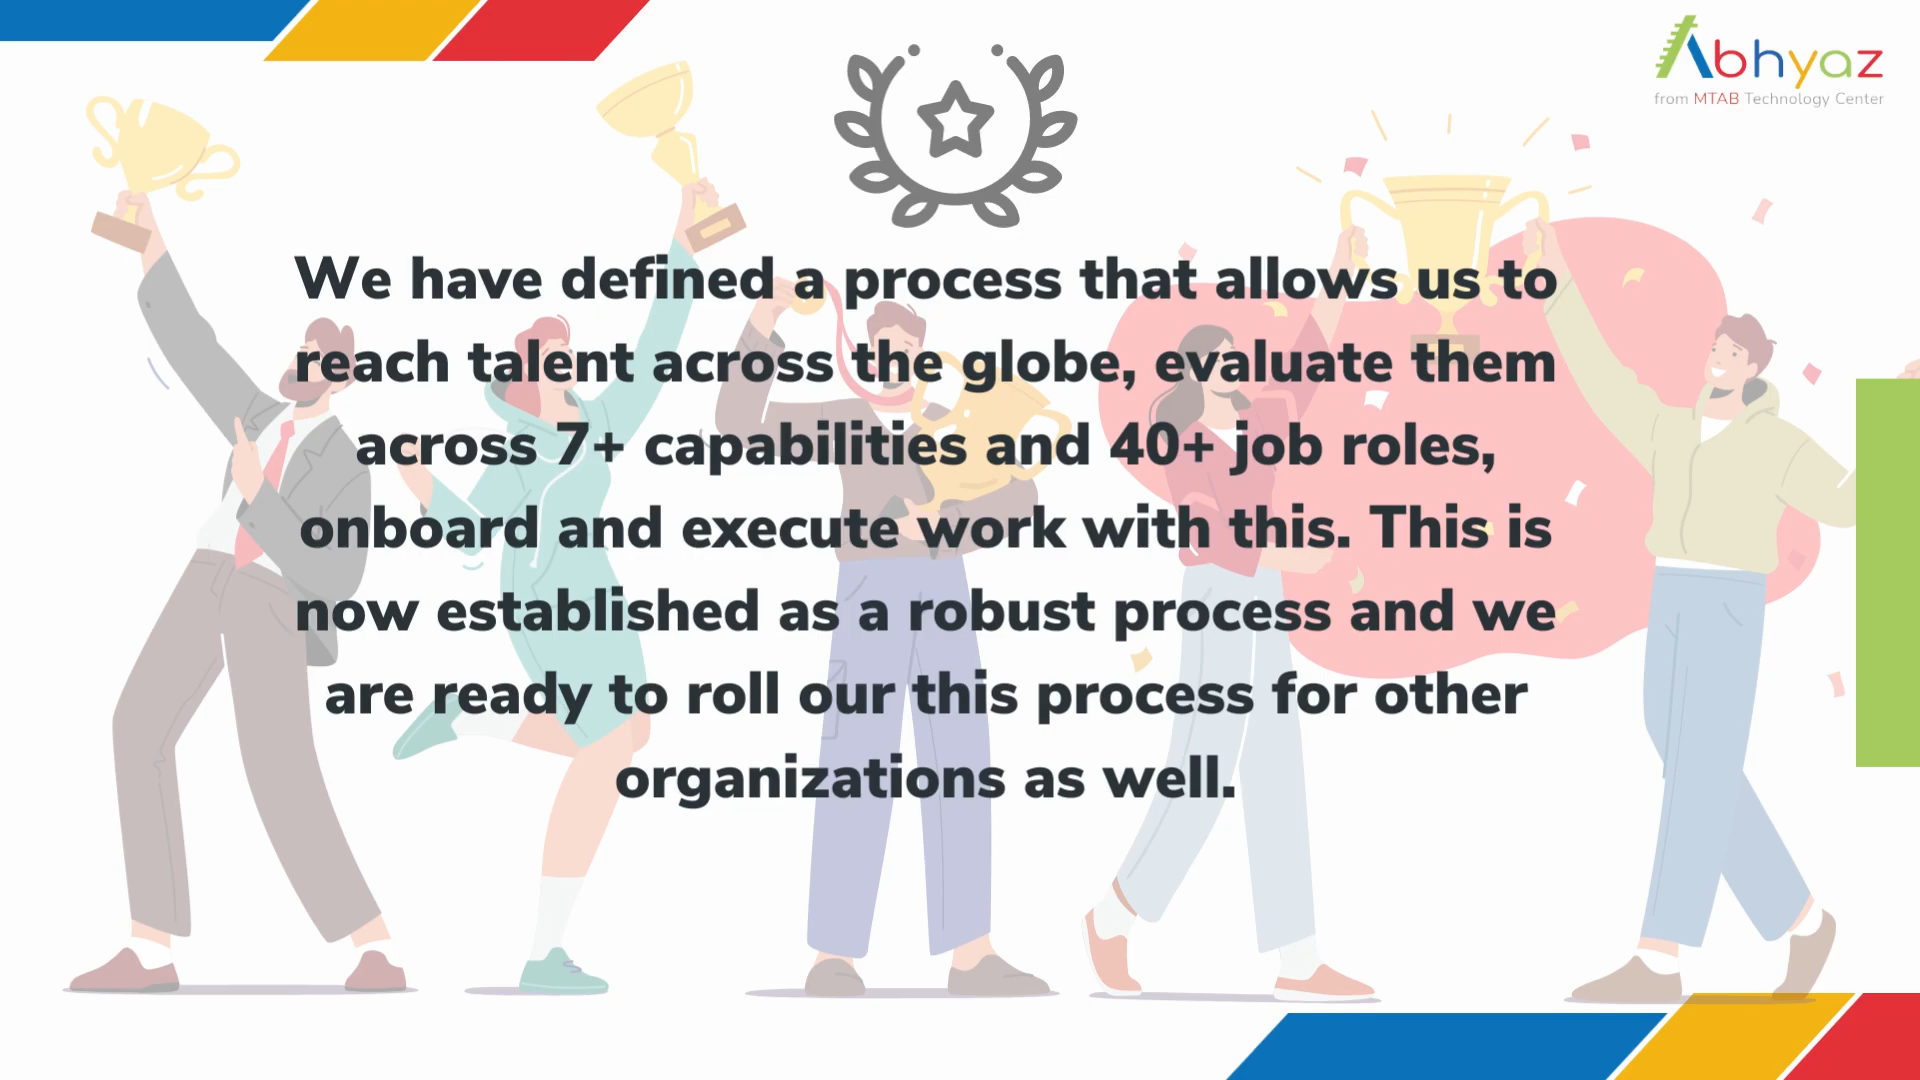 Abhyaz
from MTAB Technology Center
We have defined a process that allows us to
reach talent across the globe, evaluate them
across 7+ capabilities and 40+ job roles,
onboard and execute work with this. This is
now established as a robust process and we
are ready to roll our this process for other
organizations as well.